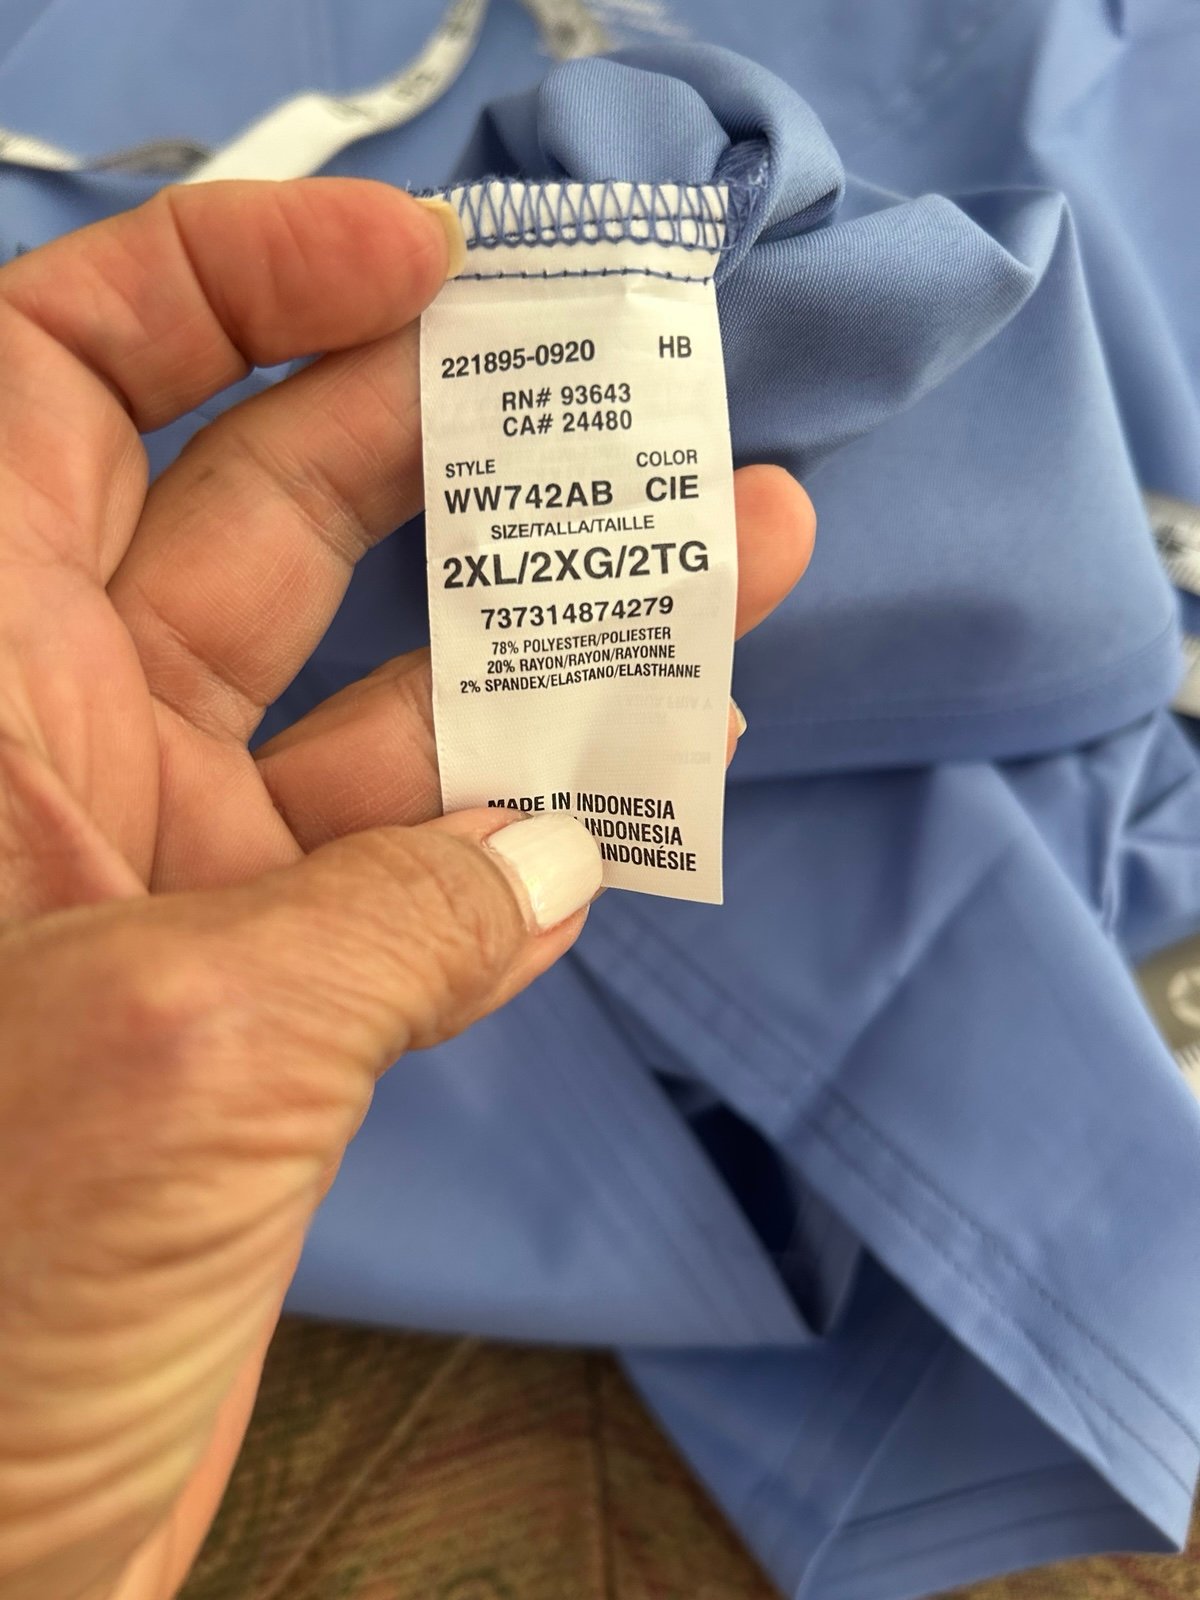 221895-0920 HB
RN# 93643
CA# 24480
STYLE COLOR
WW742AB CIE
SIZE/TALLA/TAILLE
2XL/2XG/2TG
737314874279
78% POLYESTER/POLIESTER
20% RAYON/RAYON/RAYONNE
2% SPANDEX/ELASTANO/ELASTHANNE
MADE IN INDONESIA
INDONESIA
INDONÉSIE